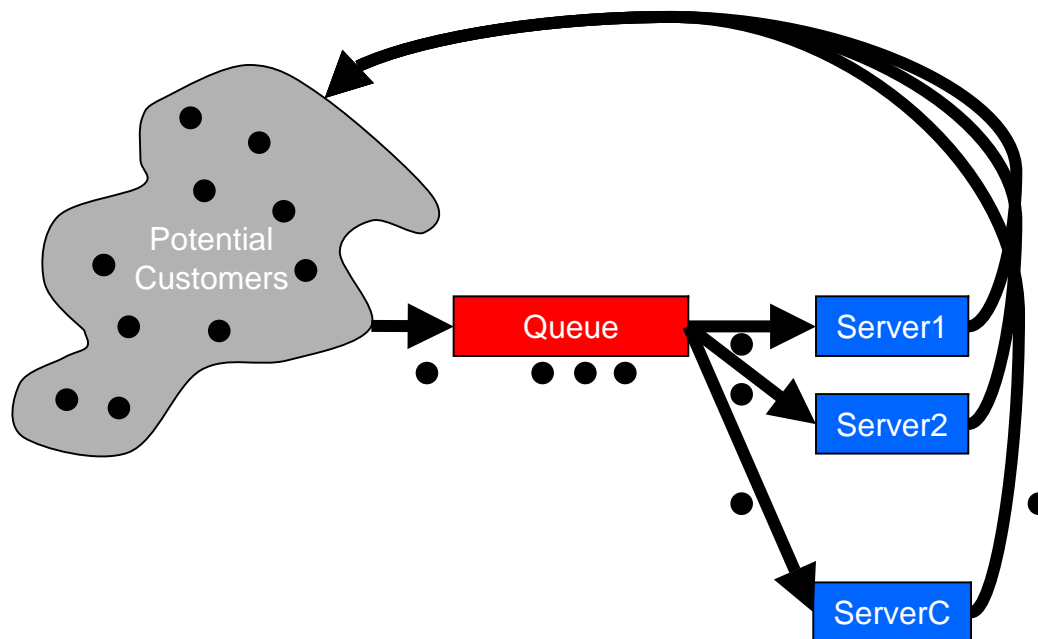 Potential
Customers
Queue
Server1
Server2
ServerC